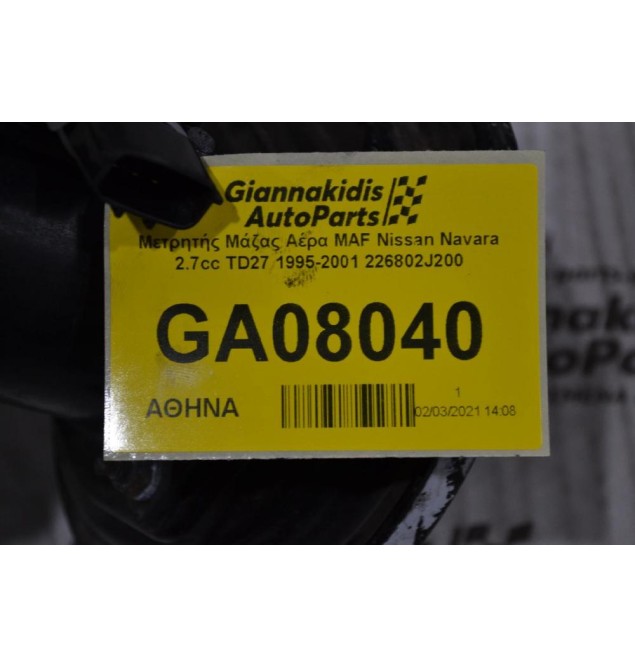 Giannakidis
AutoParts
Μετρητής Μάζας Αέρα MAF Nissan Navara
2.7cc TD27 1995-2001 226802J200
GA08040
ΑΘΗΝΑ
1
02/03/2021 14:08